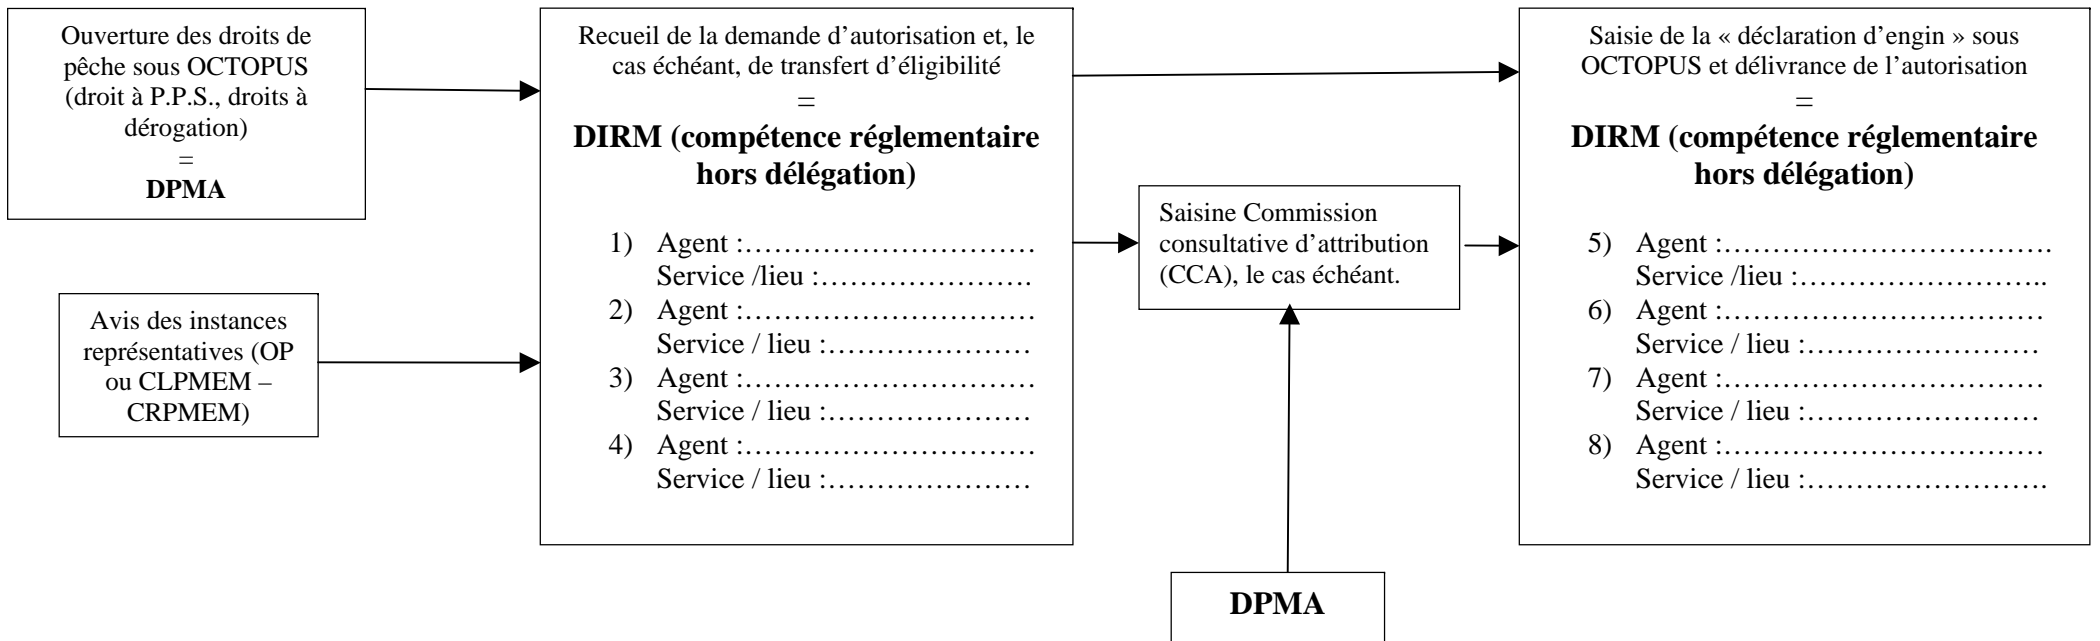 Ouverture des droits de
pêche sous OCTOPUS
(droit à P.P.S., droits à
dérogation)
=
DPMA
Avis des instances
représentatives (OP
ou CLPMEM –
CRPMEM)
Recueil de la demande d’autorisation et, le
cas échéant, de transfert d’éligibilité
=
DIRM (compétence réglementaire
hors délégation)
1) Agent :……………………………
Service /lieu :………………….
2) Agent :……………………………
Service / lieu :…………………
3) Agent :……………………………
Service / lieu :…………………
4) Agent :……………………………
Service / lieu :…………………
Saisine Commission
consultative d’attribution
(CCA), le cas échéant.
DPMA
Saisie de la « déclaration d’engin » sous
OCTOPUS et délivrance de l’autorisation
=
DIRM (compétence réglementaire
hors délégation)
5) Agent :…………………………….
Service /lieu :……………………..
6) Agent :……………………………
Service / lieu :……………………
7) Agent :……………………………
Service / lieu :……………………
8) Agent :……………………………
Service / lieu :…………………….